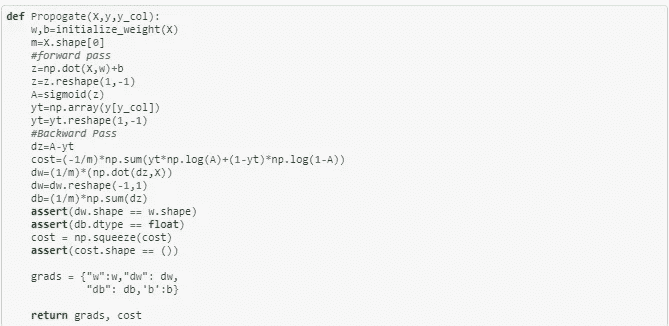 def Propogate(X,y,y_col):
    w,b=initialize_weight(X)
    m=X.shape[0]
    #forward pass
    z=np.dot(X,w)+b
    z=z.reshape(1,-1)
    A=sigmoid(z)
    yt=np.array(y[y_col])
    yt=yt.reshape(1,-1)
    #Backward Pass
    dz=A-yt
    cost=(-1/m)*np.sum(yt*np.log(A)+(1-yt)*np.log(1-A))
    dw=(1/m)*(np.dot(dz,X))
    dw=dw.reshape(-1,1)
    db=(1/m)*np.sum(dz)
    assert(dw.shape == w.shape)
    assert(db.dtype == float)
    cost = np.squeeze(cost)
    assert(cost.shape == ())

    grads = {"w":w,"dw": dw,
             "db": db,'b':b}

    return grads, cost